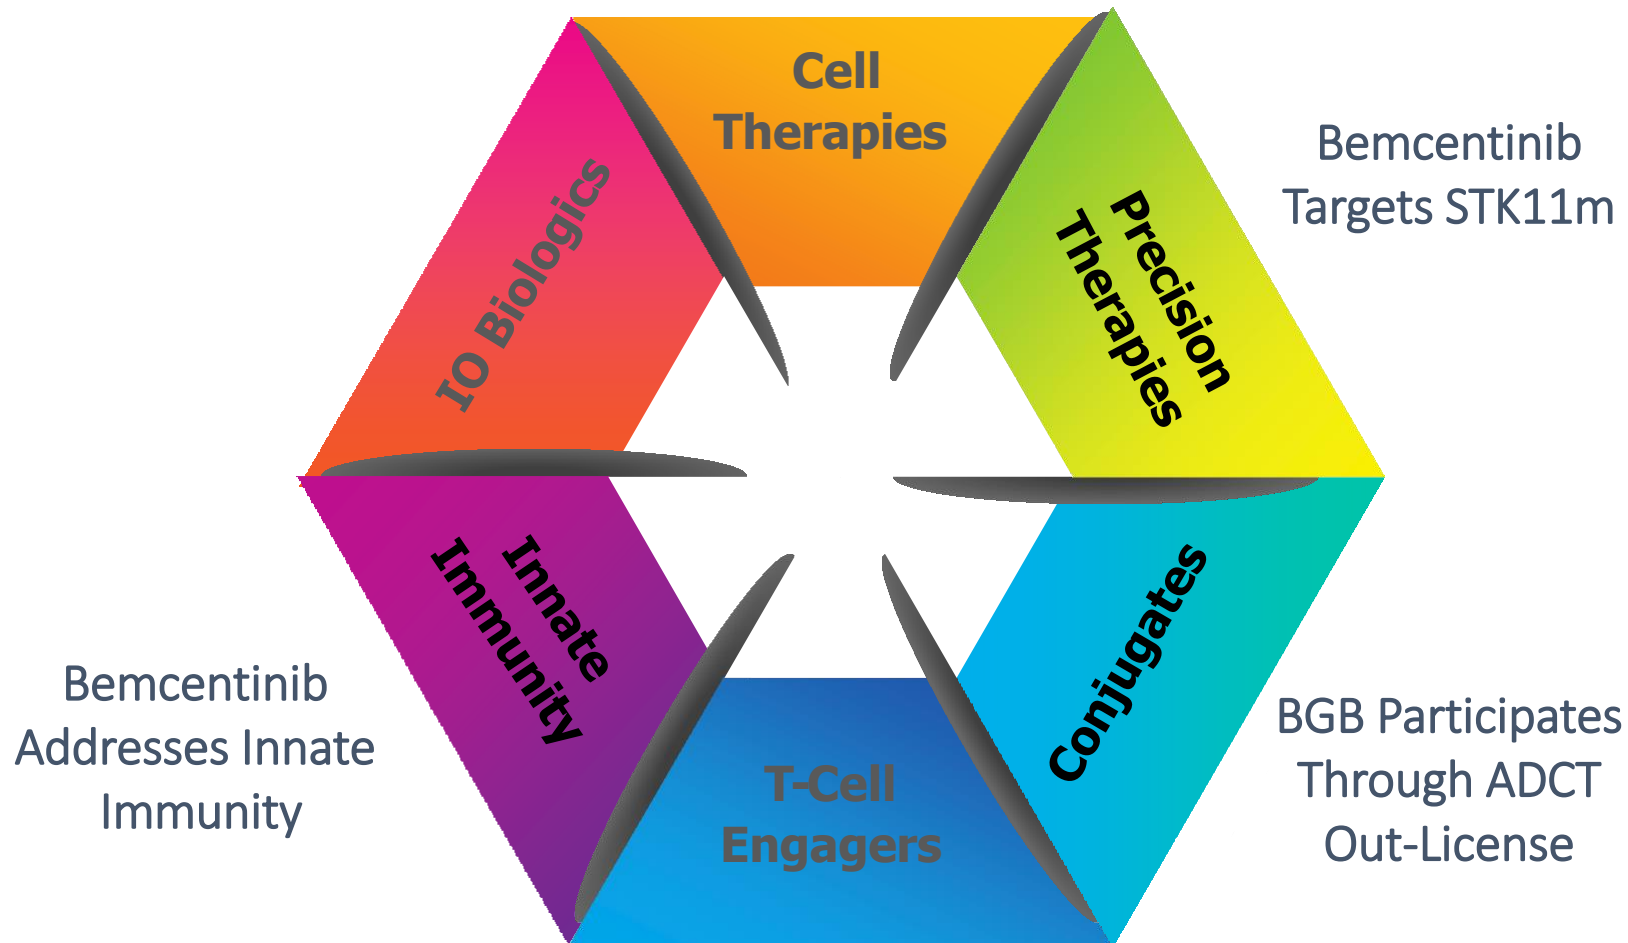 Cell
Therapies
Precision
Therapies
Bemcentinib
Targets STK11m
Conjugates
BGB Participates
Through ADCT
Out-License
T-Cell
Engagers
Innate
Immunity
Bemcentinib
Addresses Innate
Immunity
IO Biologics